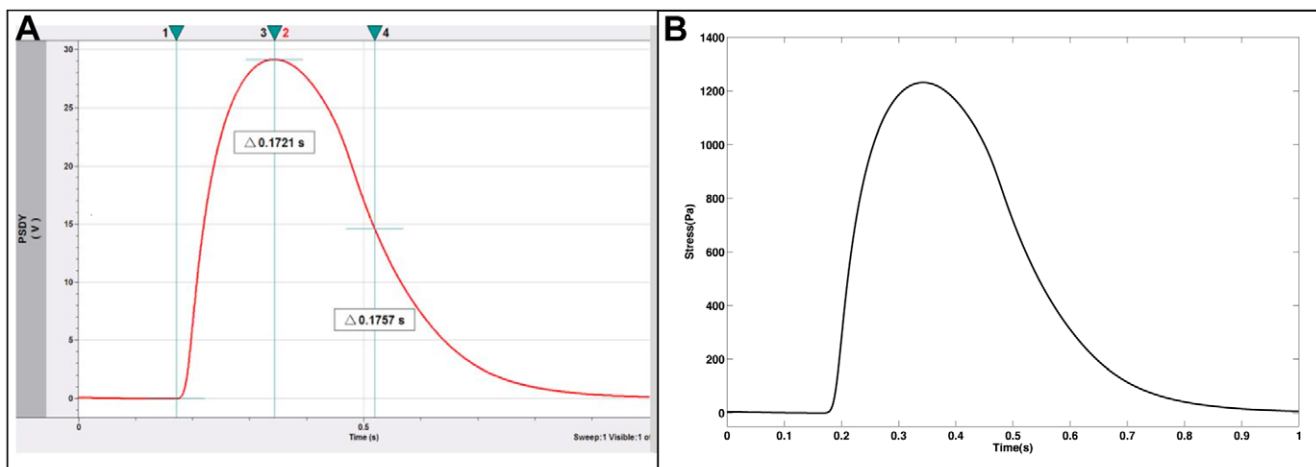 A
1 3 2 4
30
25
20
15
10
5
0
PSDY
( V )
△ 0.1721 s
△ 0.1757 s
0 0.5
Time (s)
Sweep:1 Visible:1 of
B
1400
1200
1000
800
600
400
200
0
Stress(Pa)
0 0.1 0.2 0.3 0.4 0.5 0.6 0.7 0.8 0.9 1
Time(s)